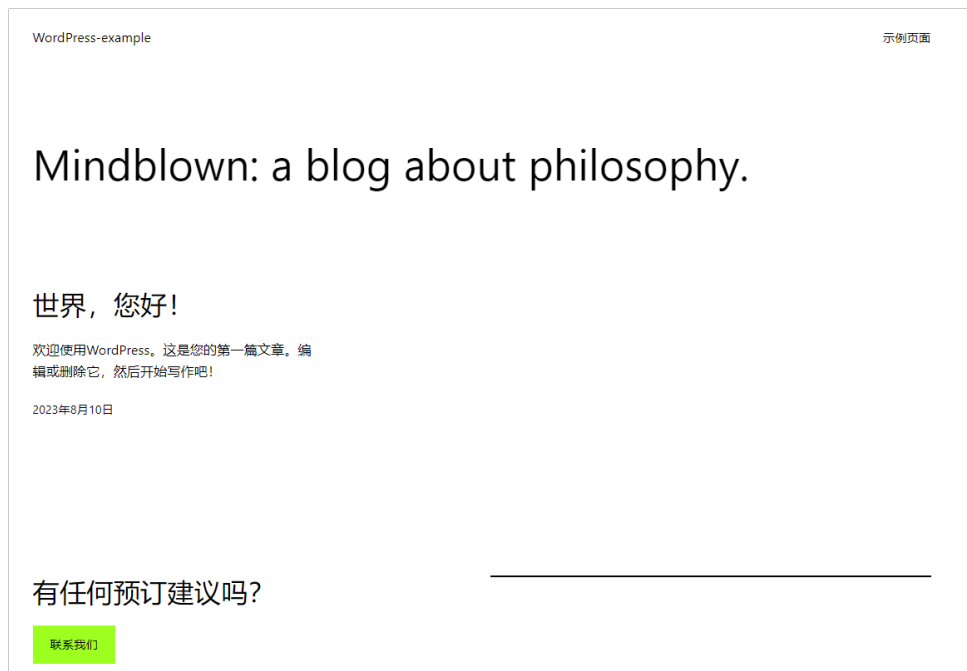 WordPress-example
示例页面
Mindblown: a blog about philosophy.
世界，您好！
欢迎使用WordPress。这是您的第一篇文章。编
辑或删除它，然后开始写作吧！
2023年8月10日
有任何预订建议吗？
联系我们